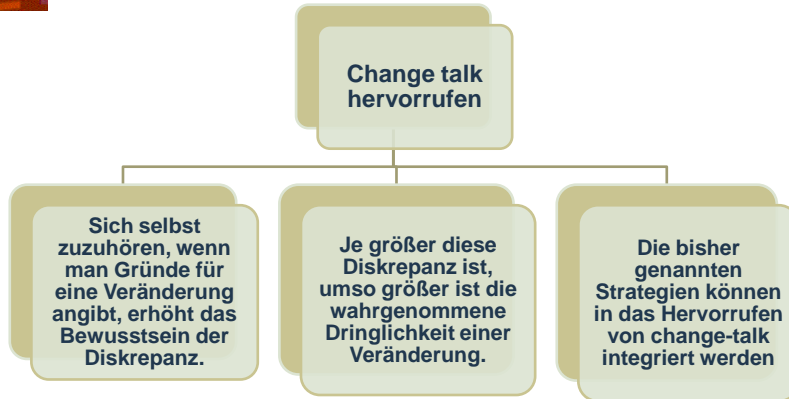 Change talk
hervorrufen
Sich selbst
zuzuhören, wenn
man Gründe für
eine Veränderung
angibt, erhöht das
Bewusstsein der
Diskrepanz.
Je größer diese
Diskrepanz ist,
umso größer ist die
wahrgenommene
Dringlichkeit einer
Veränderung.
Die bisher
genannten
Strategien können
in das Hervorrufen
von change-talk
integriert werden